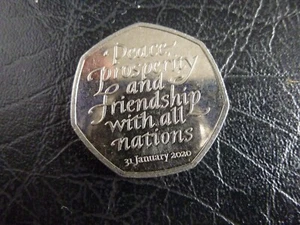 Peace,
prosperity
and
friendship
with all
nations
31 January 2020